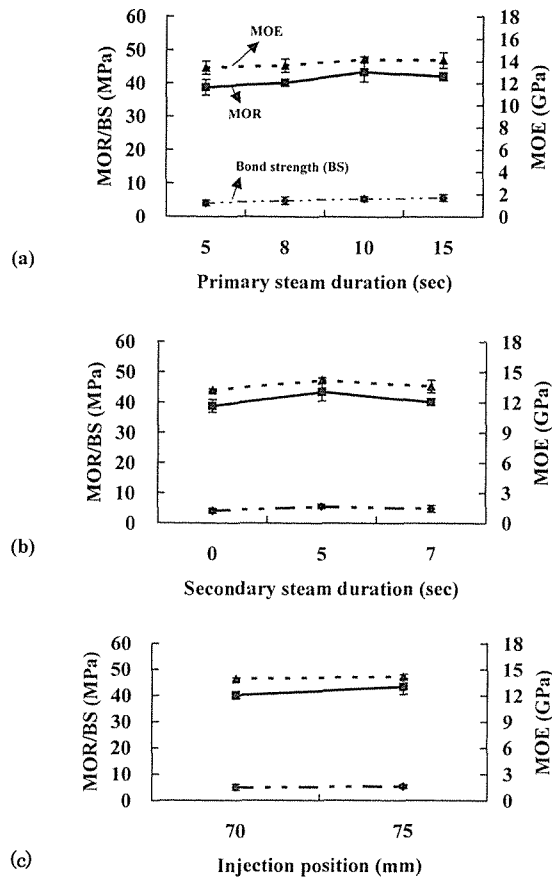 60
50
40
30
20
10
0
MOR/BS (MPa)
MOE
MOR
Bond strength (BS)
18
16
14
12
10
8
6
4
2
0
MOE (GPa)
5 8 10 15
Primary steam duration (sec)
(a)
60
50
40
30
20
10
0
MOR/BS (MPa)
18
15
12
9
6
3
0
MOE (GPa)
0 5 7
Secondary steam duration (sec)
(b)
60
50
40
30
20
10
0
MOR/BS (MPa)
18
15
12
9
6
3
0
MOE (GPa)
70 75
Injection position (mm)
(c)